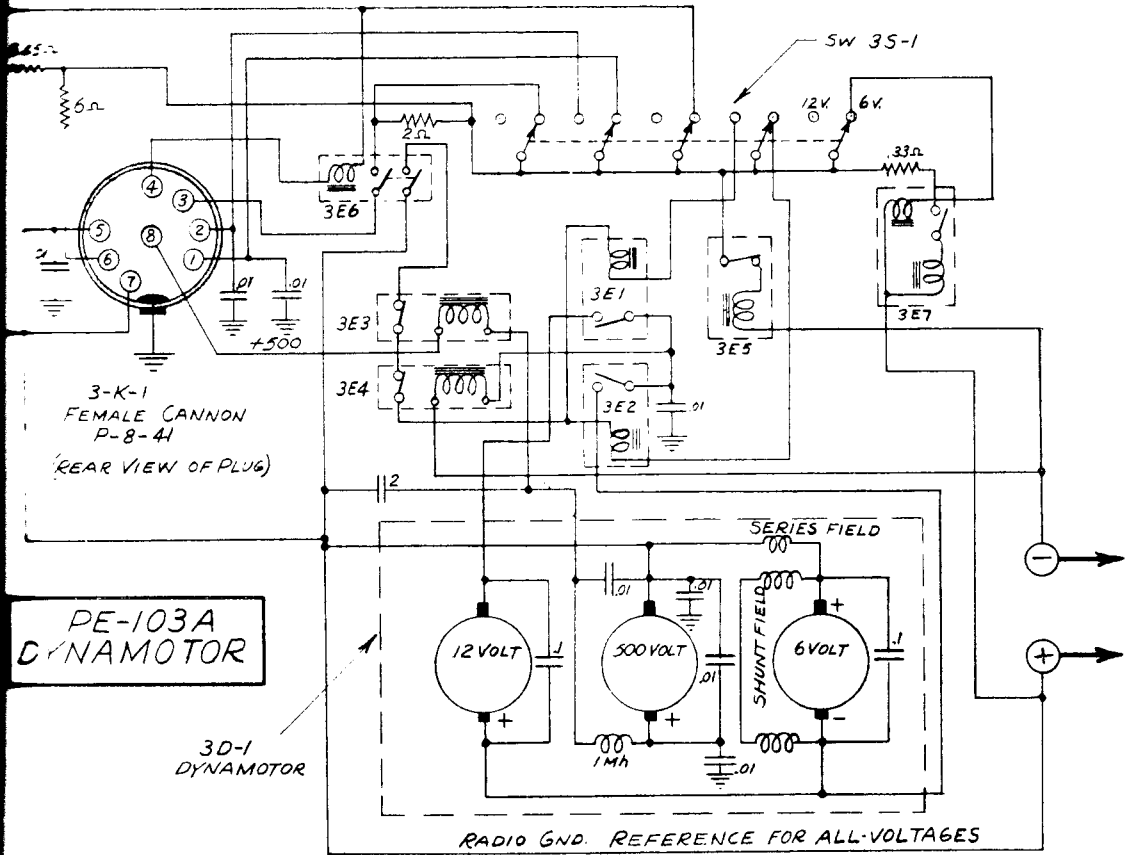 SW 3S-1
12V.
6V.
6Ω
2Ω
.33Ω
4
3
5
8
2
6
1
7
.01
.01
3E6
3E1
3E7
3E3
+500
3E5
3E4
3E2
.01
3-K-1
FEMALE CANNON
P-8-41
(REAR VIEW OF PLUG)
2
SERIES FIELD
.01
.01
SHUNT FIELD
+
−
PE-103A
DYNAMOTOR
12 VOLT
.1
500 VOLT
.01
6 VOLT
.1
+
+
+
-
1Mh
.01
3D-1
DYNAMOTOR
RADIO GND. REFERENCE FOR ALL-VOLTAGES